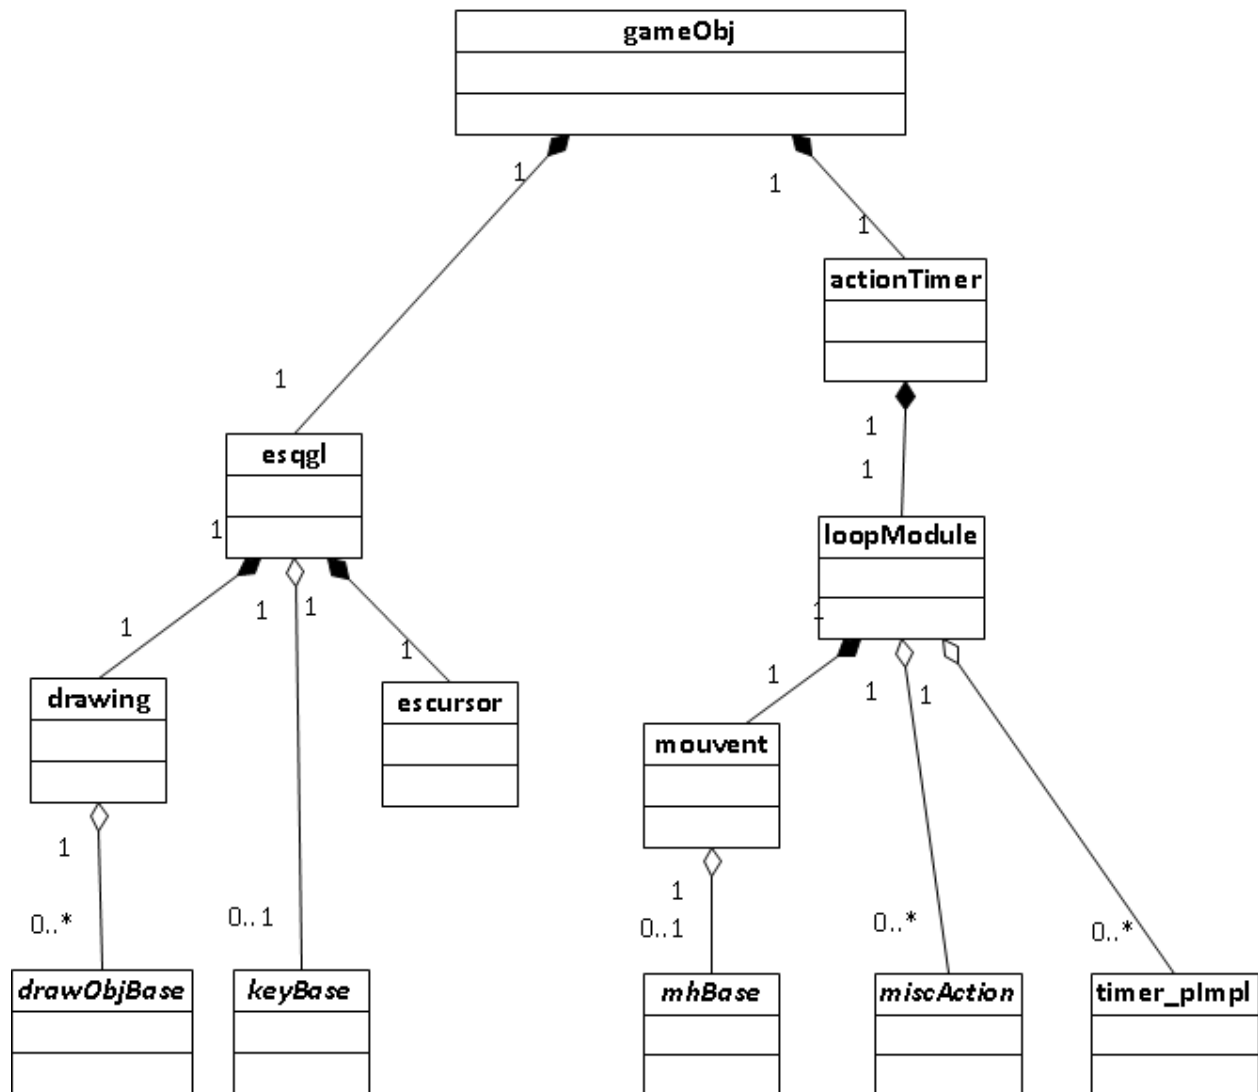 gameObj
1
1
1
actionTimer
1
1
esqgl
1
1
loopModule
1
1
1
1
drawing
1
escursor
1
1
1
1
mouvent
1
1
0..*
0..1
0..1
0..*
0..*
drawObjBase
keyBase
mhBase
miscAction
timer_pImpl